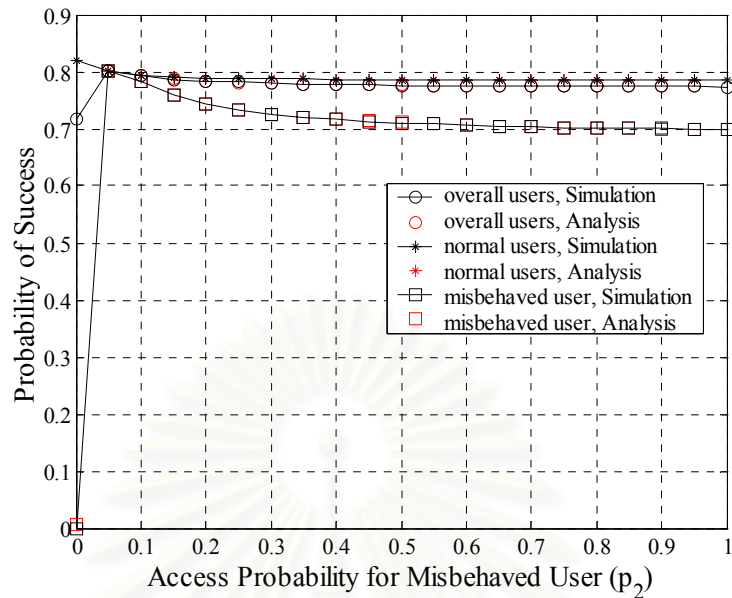 0.9
0.8
0.7
0.6
0.5
0.4
0.3
0.2
0.1
0
Probability of Success
overall users, Simulation
overall users, Analysis
normal users, Simulation
normal users, Analysis
misbehaved user, Simulation
misbehaved user, Analysis
0 0.1 0.2 0.3 0.4 0.5 0.6 0.7 0.8 0.9 1
Access Probability for Misbehaved User (p2)